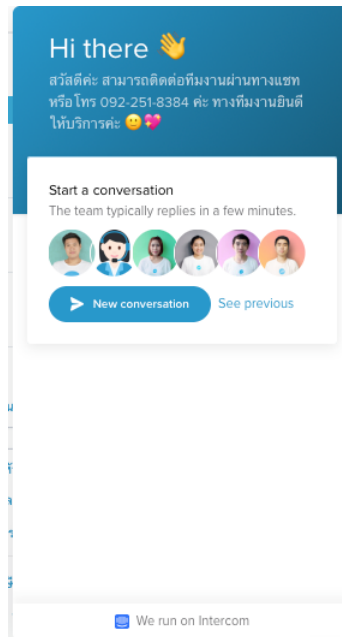 Hi there 👋
สวัสดีค่ะ สามารถติดต่อทีมงานผ่านทางแชท
หรือโทร 092-251-8384 ค่ะ ทางทีมงานยินดี
ให้บริการค่ะ 🙂💖
Start a conversation
The team typically replies in a few minutes.
New conversation
See previous
We run on Intercom